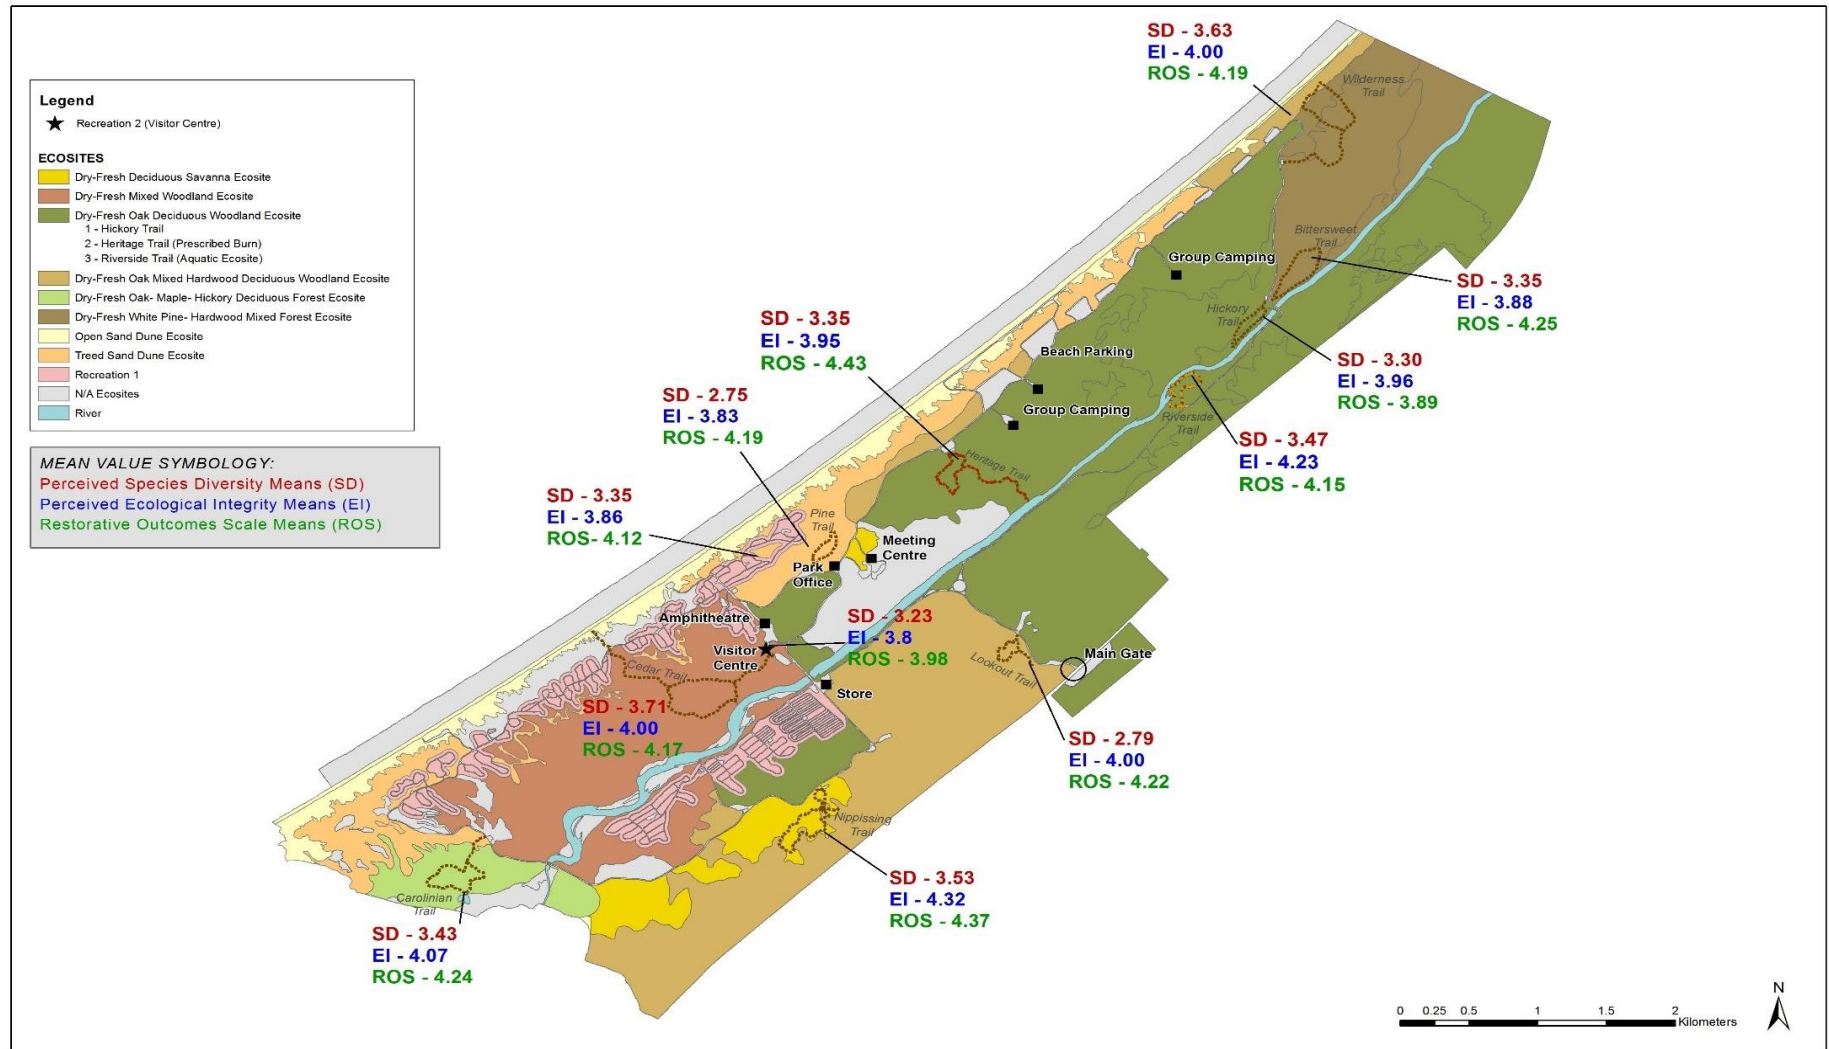 Legend
Recreation 2 (Visitor Centre)
ECOSITES
Dry-Fresh Deciduous Savanna Ecosite
Dry-Fresh Mixed Woodland Ecosite
Dry-Fresh Oak Deciduous Woodland Ecosite
1 - Hickory Trail
2 - Heritage Trail (Prescribed Burn)
3 - Riverside Trail (Aquatic Ecosite)
Dry-Fresh Oak Mixed Hardwood Deciduous Woodland Ecosite
Dry-Fresh Oak- Maple- Hickory Deciduous Forest Ecosite
Dry-Fresh White Pine- Hardwood Mixed Forest Ecosite
Open Sand Dune Ecosite
Treed Sand Dune Ecosite
Recreation 1
N/A Ecosites
River
MEAN VALUE SYMBOLOGY:
Perceived Species Diversity Means (SD)
Perceived Ecological Integrity Means (EI)
Restorative Outcomes Scale Means (ROS)
SD - 3.63
EI - 4.00
ROS - 4.19
Wilderness
Trail
Bittersweet
Trail
Group Camping
SD - 3.35
EI - 3.88
ROS - 4.25
Hickory
Trail
SD - 3.35
EI - 3.95
ROS - 4.43
Beach Parking
SD - 3.30
EI - 3.96
ROS - 3.89
Group Camping
Riverside
Trail
SD - 2.75
EI - 3.83
ROS - 4.19
SD - 3.47
EI - 4.23
ROS - 4.15
Heritage Trail
SD - 3.35
EI - 3.86
ROS- 4.12
Pine
Trail
Meeting
Centre
Park
Office
Amphitheatre
SD - 3.23
EI - 3.8
ROS - 3.98
Visitor
Centre
Cedar Trail
Lookout Trail
Main Gate
Store
SD - 3.71
EI - 4.00
ROS - 4.17
SD - 2.79
EI - 4.00
ROS - 4.22
Nippissing
Trail
SD - 3.53
EI - 4.32
ROS - 4.37
Carolinian
Trail
SD - 3.43
EI - 4.07
ROS - 4.24
N
0 0.25 0.5 1 1.5 2
Kilometers